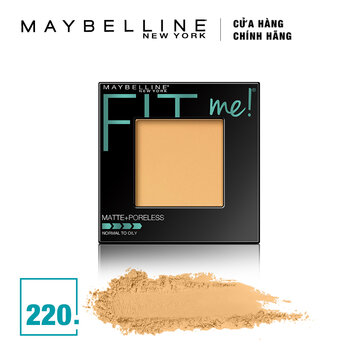 MAYBELLINE
NEW YORK
CỬA HÀNG
CHÍNH HÃNG
MAYBELLINE
NEW YORK
FIT me!
MATTE+PORELESS
NORMAL TO OILY
220.